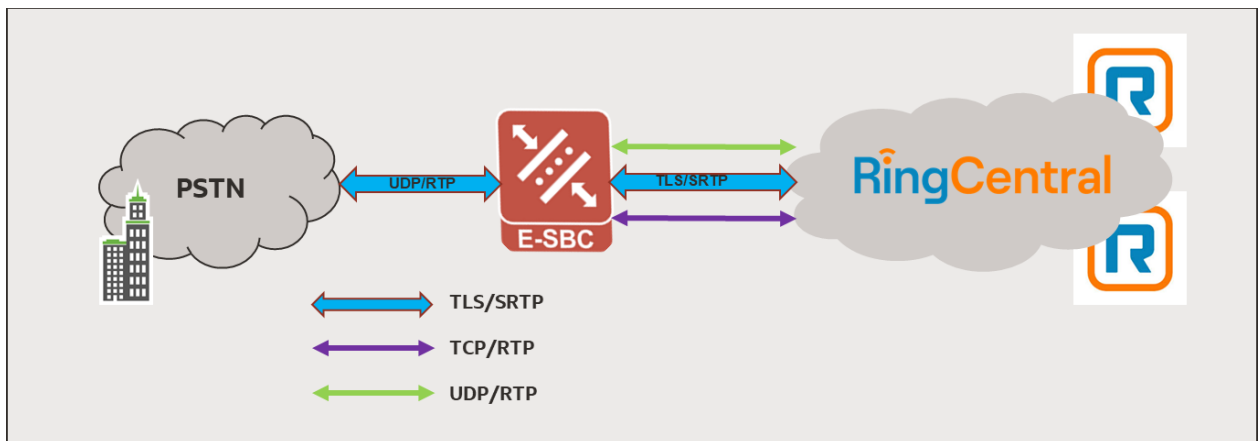 PSTN
UDP/RTP
E-SBC
TLS/SRTP
RingCentral
R
R
TLS/SRTP
TCP/RTP
UDP/RTP